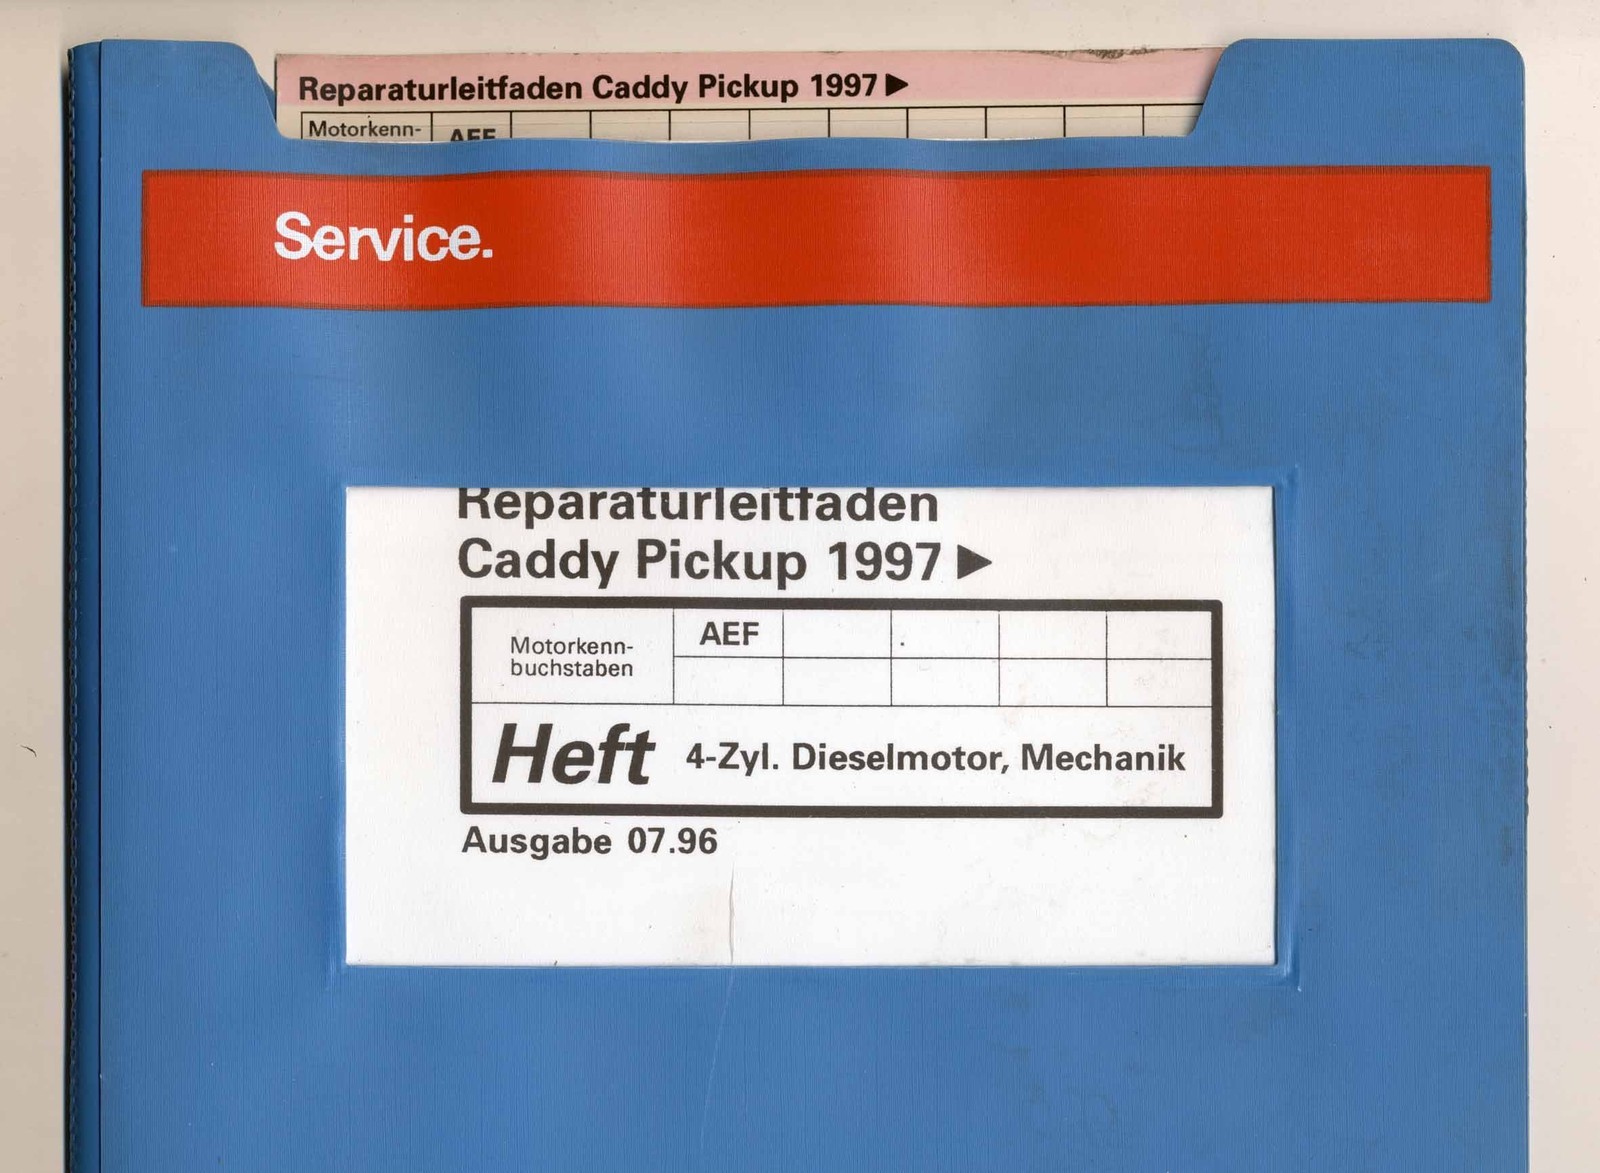 Reparaturleitfaden Caddy Pickup 1997▶
Motorkenn- AEF
Service.
Reparaturleitfaden
Caddy Pickup 1997▶
Motorkenn-
buchstaben
AEF
Heft 4-Zyl. Dieselmotor, Mechanik
Ausgabe 07.96